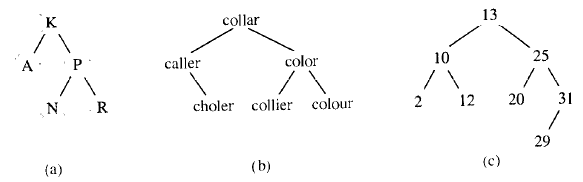 K
A P
N R
(a)
collar
caller color
choler collier colour
(b)
13
10 25
2 12 20 31
29
(c)